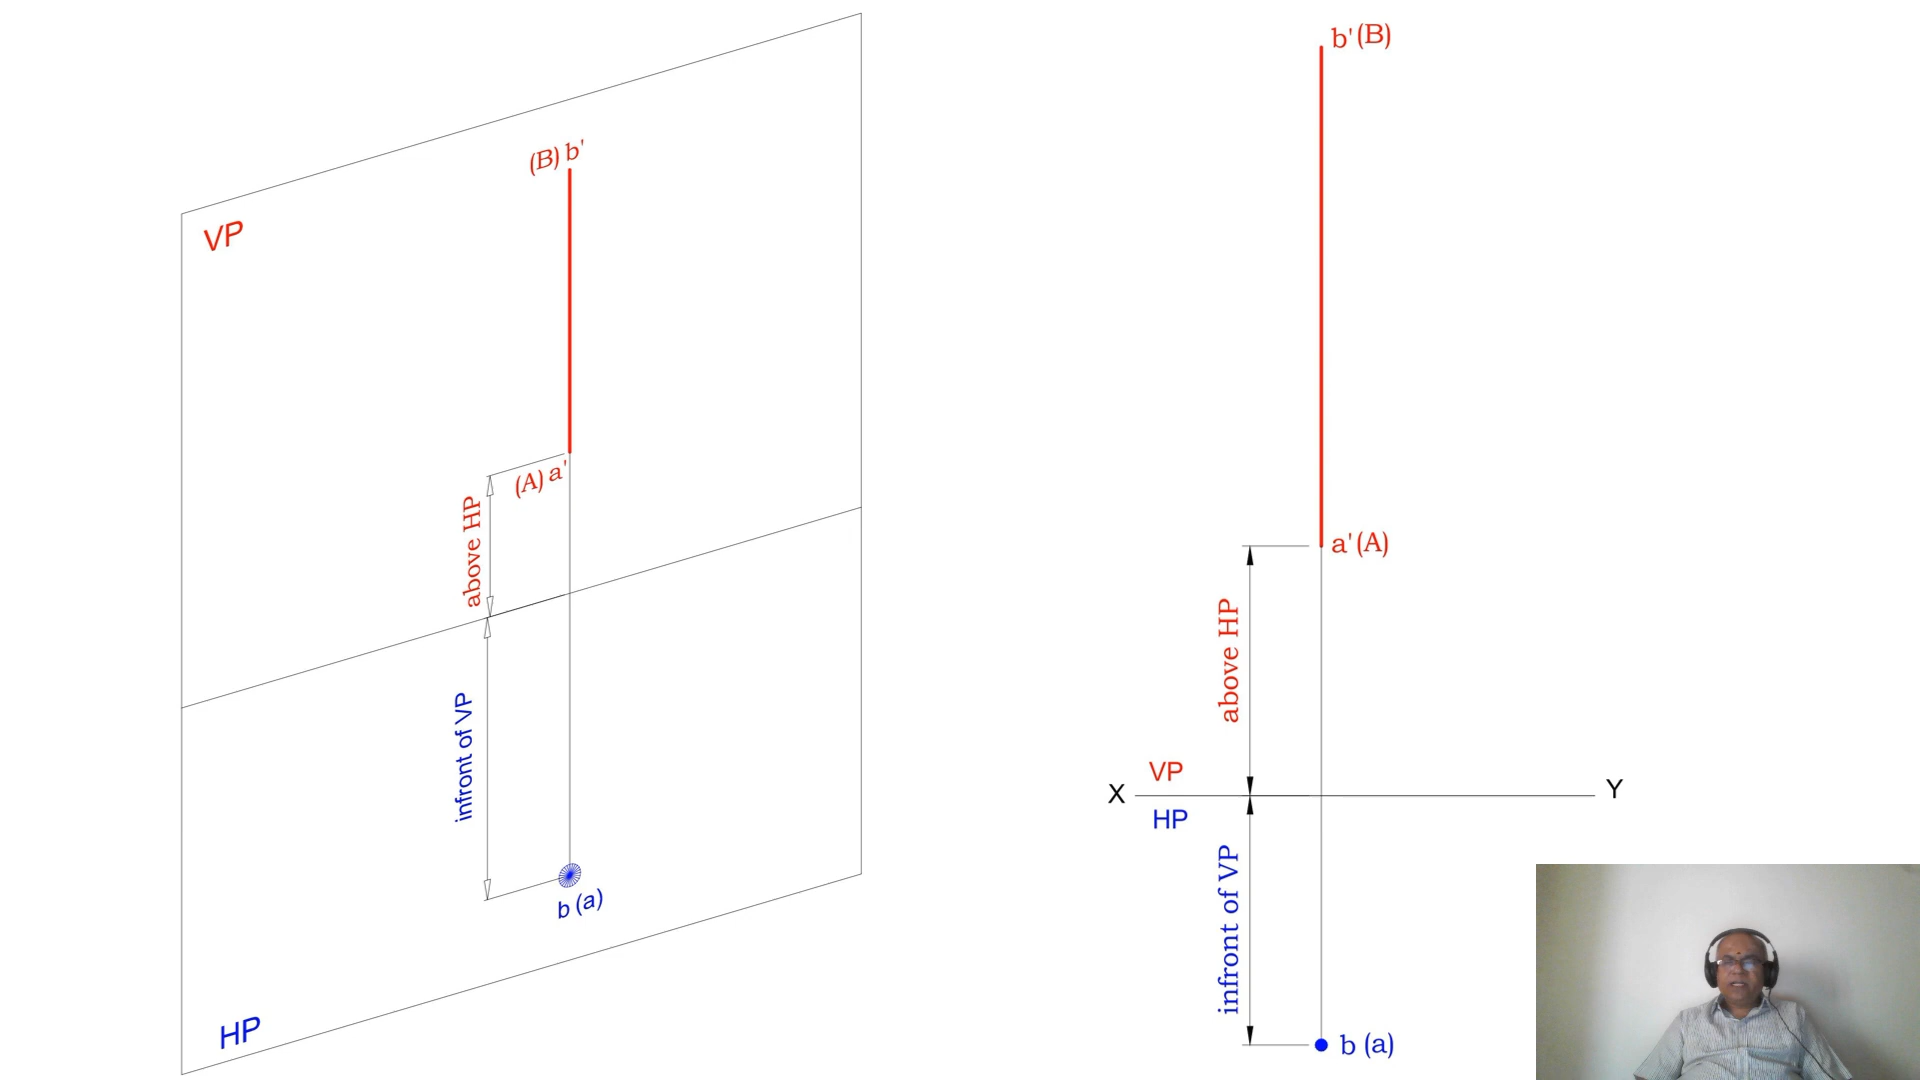 (B) b'
VP
(A) a'
above HP
infront of VP
b (a)
HP
b' (B)
a' (A)
above HP
VP
X
Y
HP
infront of VP
b (a)